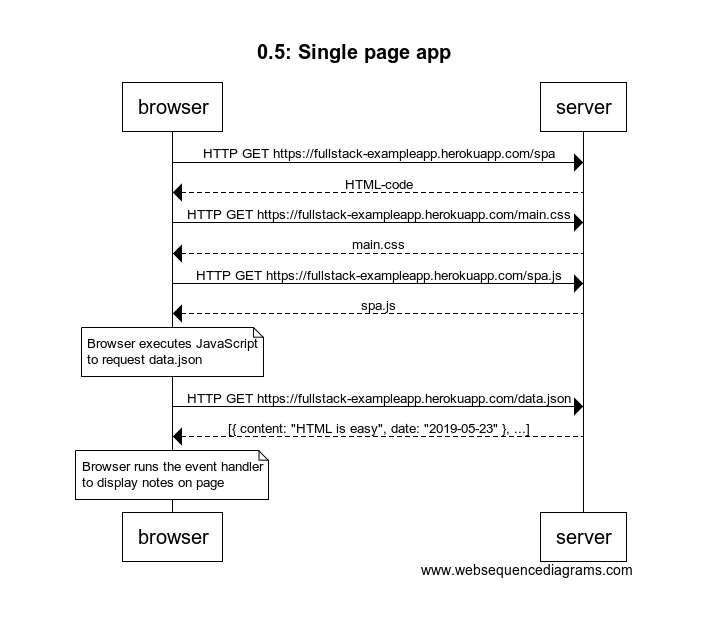 0.5: Single page app
browser
server
HTTP GET https://fullstack-exampleapp.herokuapp.com/spa
HTML-code
HTTP GET https://fullstack-exampleapp.herokuapp.com/main.css
main.css
HTTP GET https://fullstack-exampleapp.herokuapp.com/spa.js
spa.js
Browser executes JavaScript
to request data.json
HTTP GET https://fullstack-exampleapp.herokuapp.com/data.json
[{ content: "HTML is easy", date: "2019-05-23" }, ...]
Browser runs the event handler
to display notes on page
browser
server
www.websequencediagrams.com